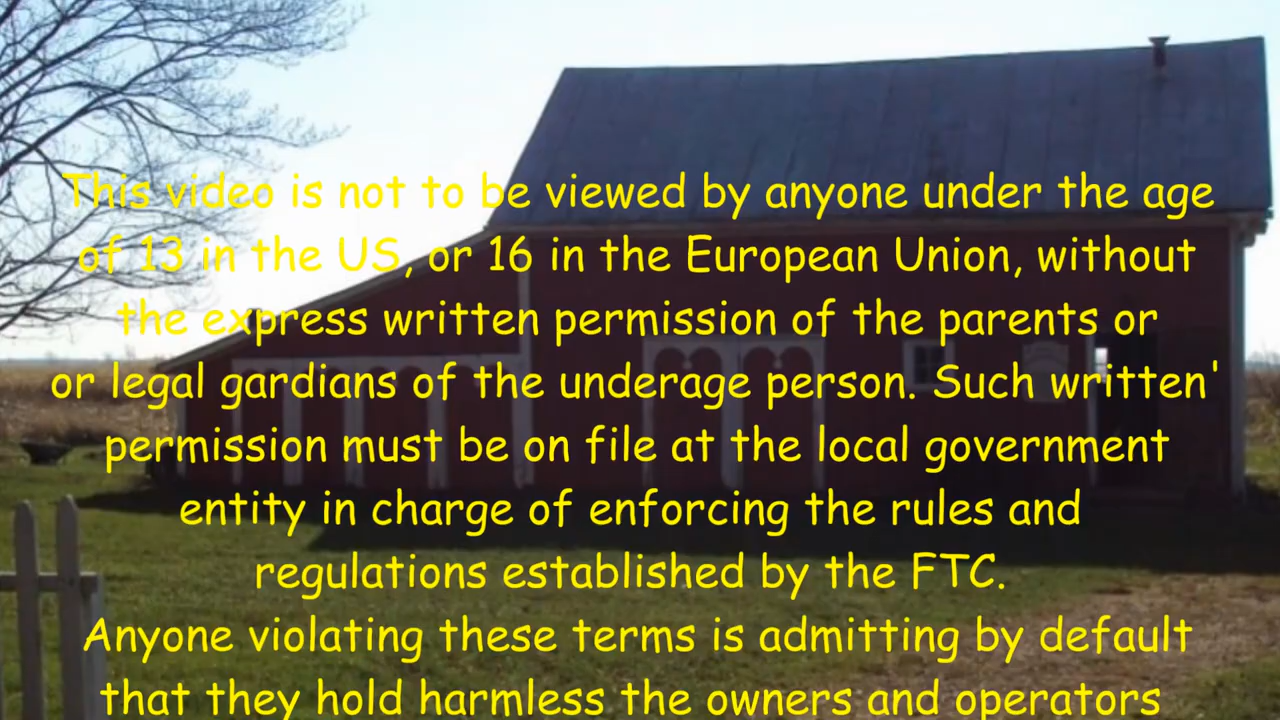 This video is not to be viewed by anyone under the age
of 13 in the US, or 16 in the European Union, without
the express written permission of the parents or
or legal gardians of the underage person. Such written'
permission must be on file at the local government
entity in charge of enforcing the rules and
regulations established by the FTC.
Anyone violating these terms is admitting by default
that they hold harmless the owners and operators